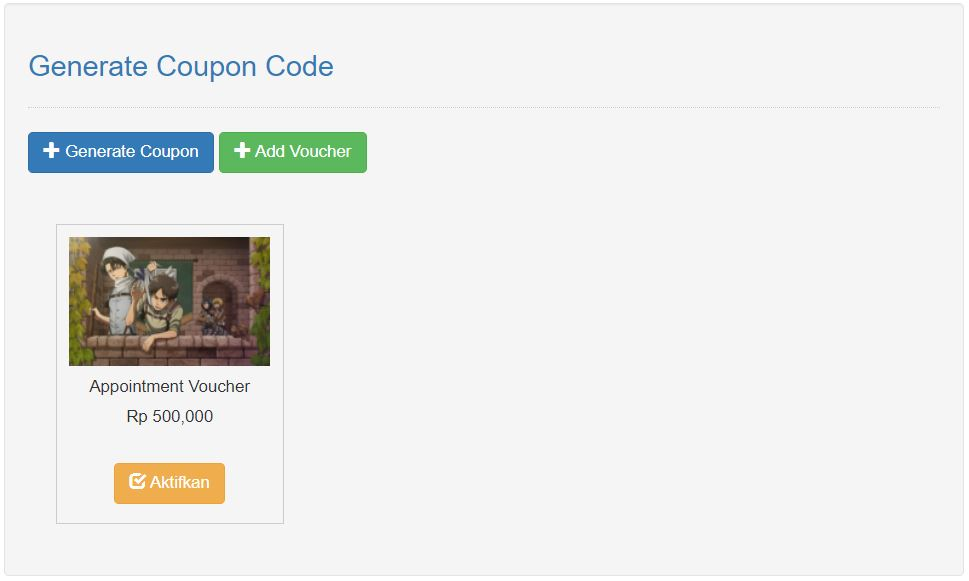 Generate Coupon Code
Generate Coupon
Add Voucher
Appointment Voucher
Rp 500,000
Aktifkan